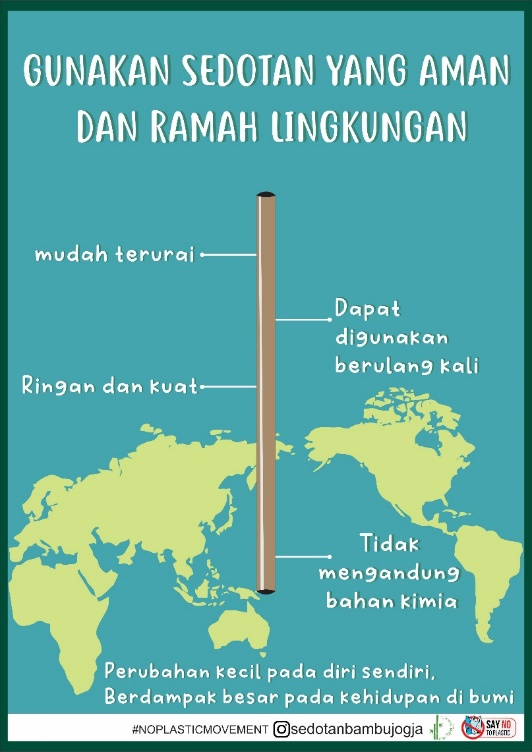 GUNAKAN SEDOTAN YANG AMAN
DAN RAMAH LINGKUNGAN
mudah terurai
Dapat
digunakan
berulang kali
Ringan dan kuat
Tidak
mengandung
bahan kimia
Perubahan kecil pada diri sendiri,
Berdampak besar pada kehidupan di bumi
#NOPLASTICMOVEMENT sedotanbambujogja
SAY NO
TO PLASTIC